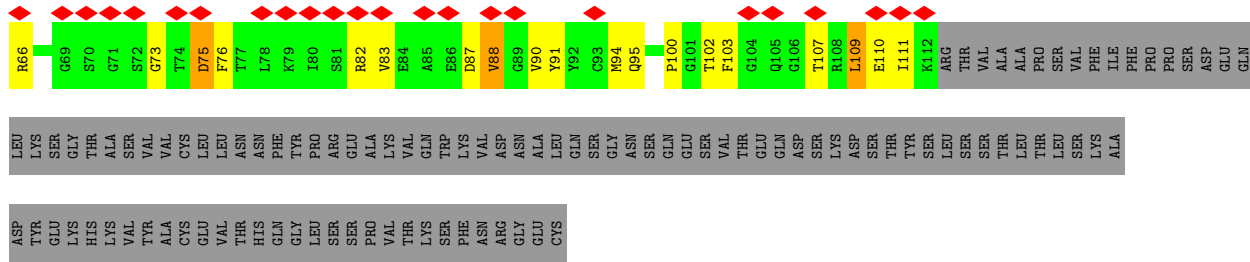 R66 G69 S70 G71 S72 G73 T74 D75 F76 T77 L78 K79 I80 S81 R82 V83 E84 A85 E86 D87 V88 G89 V90 Y91 Y92 C93 M94 Q95 P100 G101 T102 F103 G104 Q105 G106 T107 R108 L109 E110 I111 K112 ARG THR VAL ALA ALA PRO SER VAL PHE ILE PHE PRO PRO SER ASP GLU GLN
LEU LYS SER GLY THR ALA SER VAL VAL CYS LEU LEU ASN ASN PHE TYR PRO ARG GLU ALA LYS VAL GLN TRP LYS VAL ASP ASN ALA LEU GLN SER GLY ASN SER GLN GLU SER VAL THR GLU GLN ASP SER LYS ASP SER THR TYR SER LEU SER SER THR LEU THR LEU SER LYS ALA
ASP TYR GLU LYS HIS LYS VAL TYR ALA CYS GLU VAL THR HIS GLN GLY LEU SER SER PRO VAL THR LYS SER PHE ASN ARG GLY GLU CYS